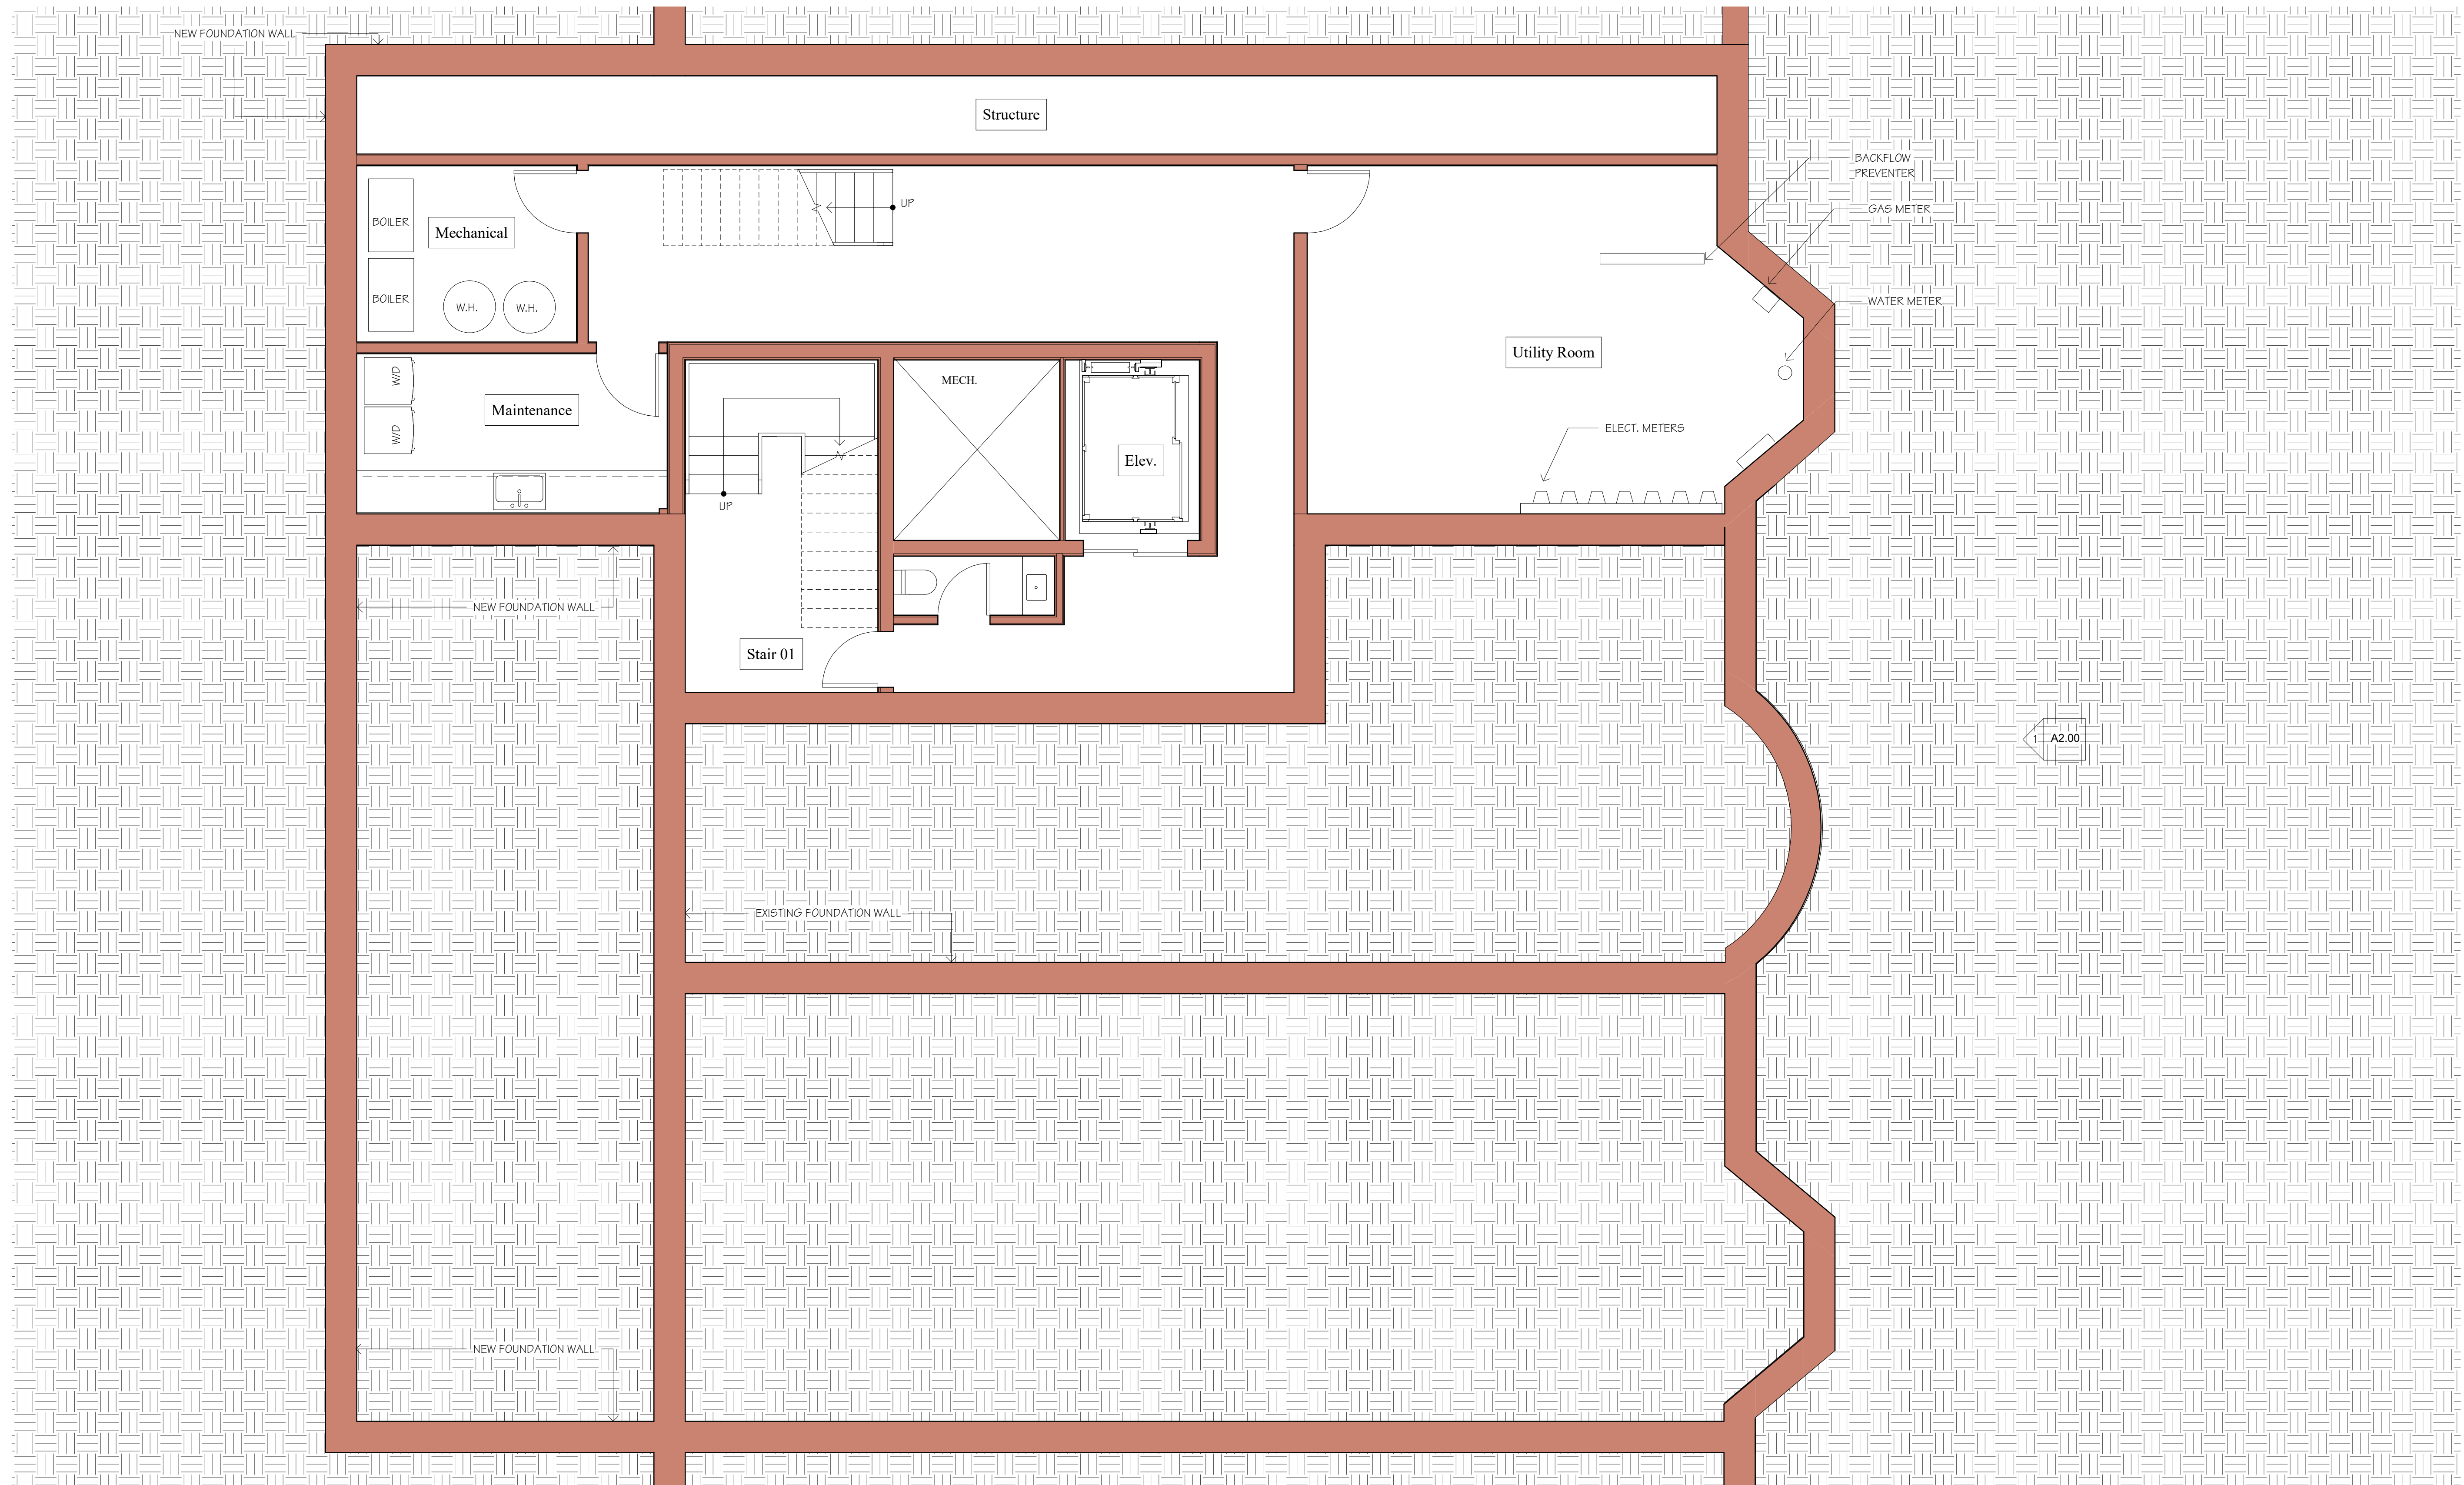 NEW FOUNDATION WALL
Structure
BACKFLOW
PREVENTER
UP
GAS METER
BOILER
Mechanical
BOILER
W.H.
W.H.
WATER METER
Utility Room
W/D
MECH.
Maintenance
W/D
ELECT. METERS
Elev.
UP
NEW FOUNDATION WALL
Stair 01
1
A2.00
EXISTING FOUNDATION WALL
NEW FOUNDATION WALL